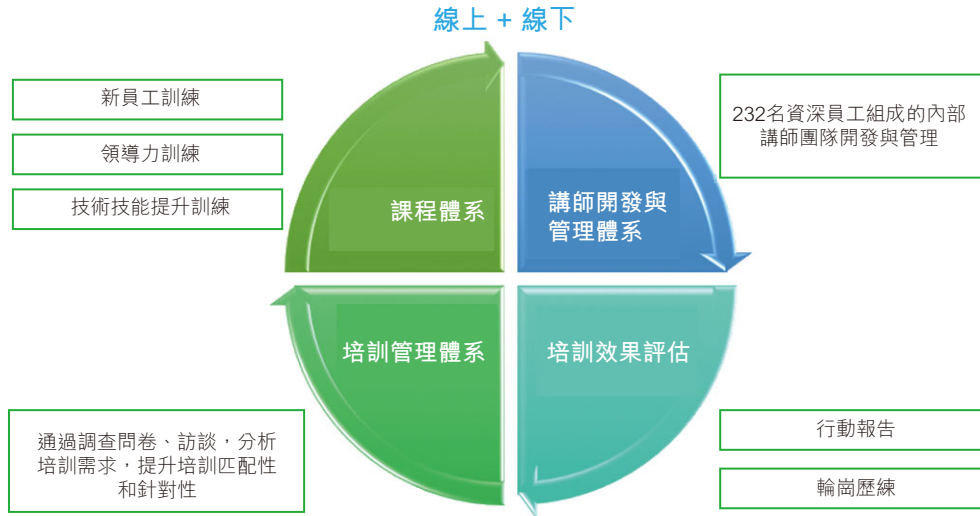 線上 + 線下
新員工訓練
領導力訓練
技術技能提升訓練
課程體系
講師開發與
管理體系
232名資深員工組成的內部
講師團隊開發與管理
培訓管理體系
培訓效果評估
通過調查問卷、訪談，分析
培訓需求，提升培訓匹配性
和針對性
行動報告
輪崗歷練